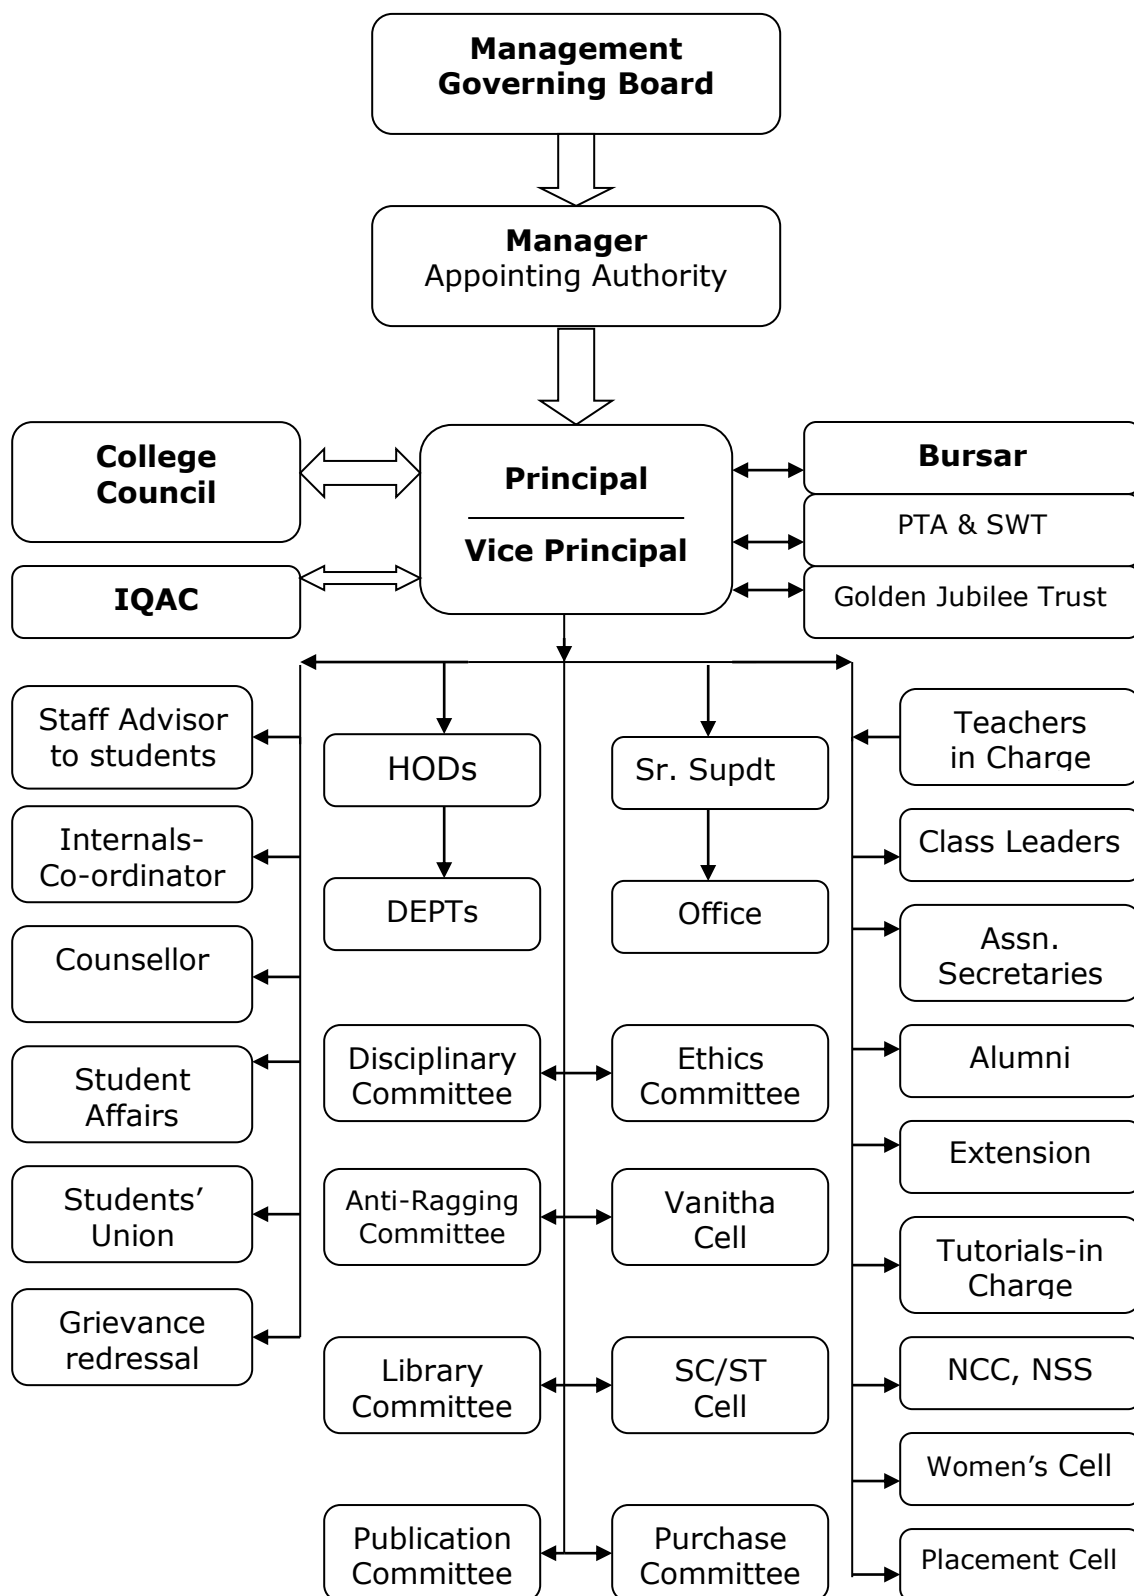 Management
Governing Board
Manager
Appointing Authority
College
Council
IQAC
Principal
Vice Principal
Bursar
PTA & SWT
Golden Jubilee Trust
Staff Advisor
to students
Internals-
Co-ordinator
Counsellor
Student
Affairs
Students’
Union
Grievance
redressal
HODs
DEPTs
Sr. Supdt
Office
Disciplinary
Committee
Ethics
Committee
Anti-Ragging
Committee
Vanitha
Cell
Library
Committee
SC/ST
Cell
Publication
Committee
Purchase
Committee
Teachers
in Charge
Class Leaders
Assn.
Secretaries
Alumni
Extension
Tutorials-in
Charge
NCC, NSS
Women’s Cell
Placement Cell